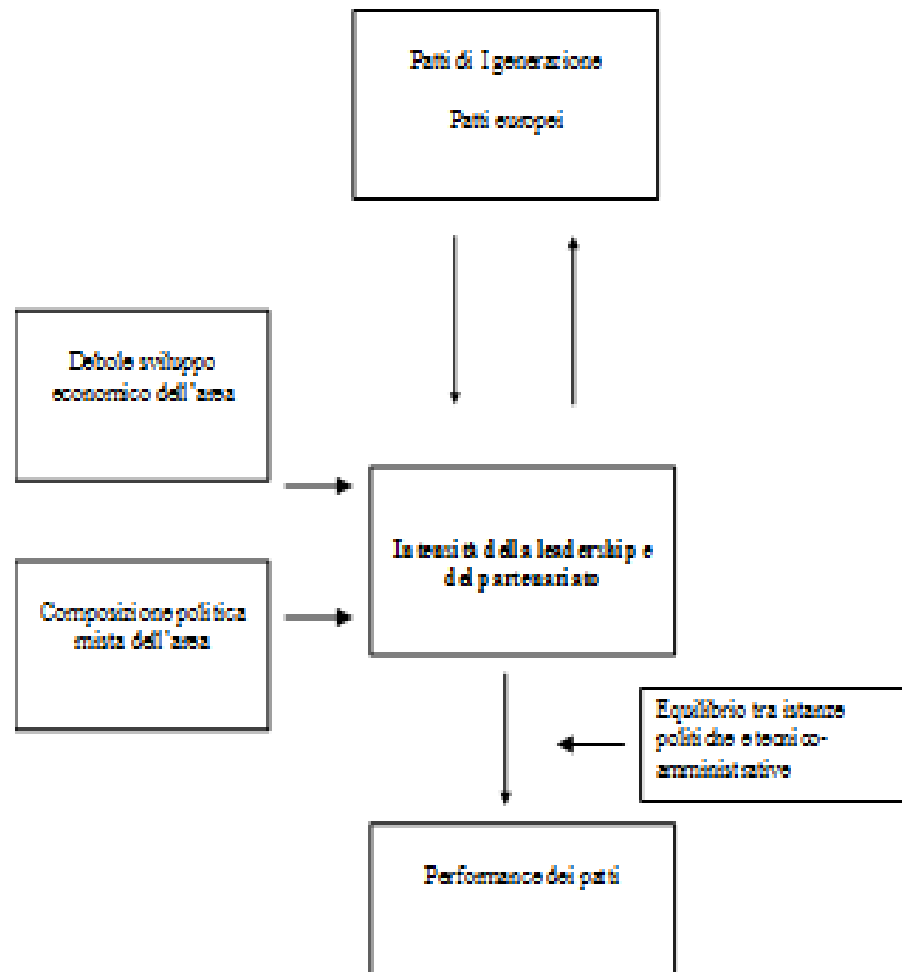 Patti di I generazione
Patti europei
Debole sviluppo
economico dell'area
Intensità della leadership e
del partenariato
Composizione politica
mista dell'area
Equilibrio tra istanze
politiche e tecnico-
amministrative
Performance dei patti